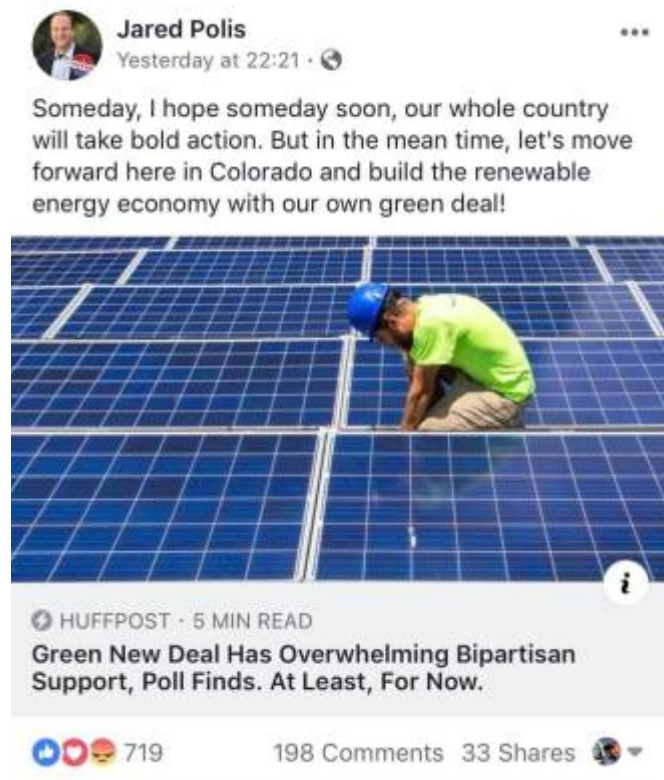 Jared Polis
Yesterday at 22:21 ·
Someday, I hope someday soon, our whole country
will take bold action. But in the mean time, let's move
forward here in Colorado and build the renewable
energy economy with our own green deal!
i
HUFFPOST · 5 MIN READ
Green New Deal Has Overwhelming Bipartisan
Support, Poll Finds. At Least, For Now.
719 198 Comments 33 Shares